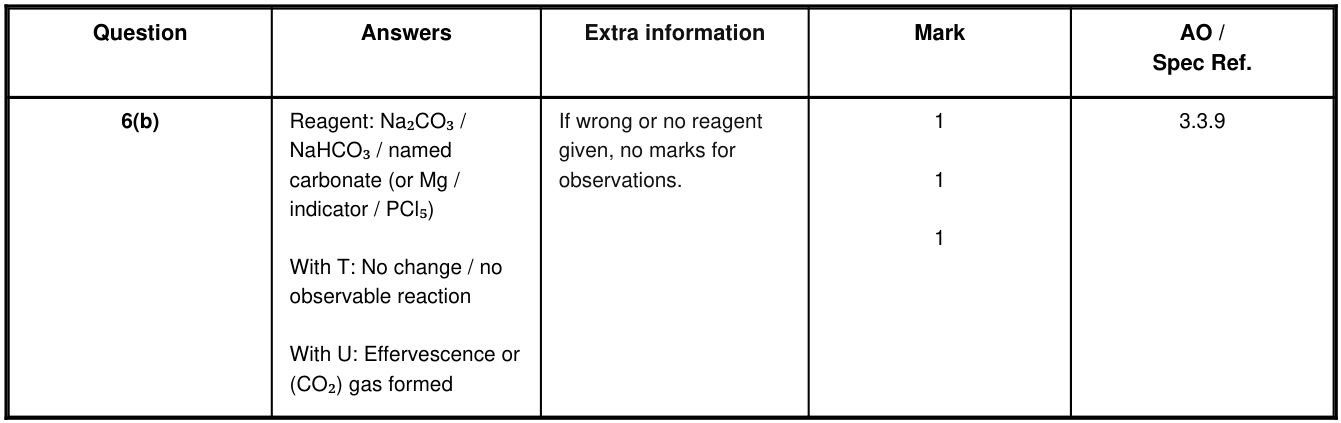 Question Answers Extra information Mark AO /
Spec Ref.
6(b) Reagent: Na₂CO₃ / If wrong or no reagent 1 3.3.9
NaHCO₃ / named given, no marks for
carbonate (or Mg / observations. 1
indicator / PCl₅)
1
With T: No change / no
observable reaction
With U: Effervescence or
(CO₂) gas formed